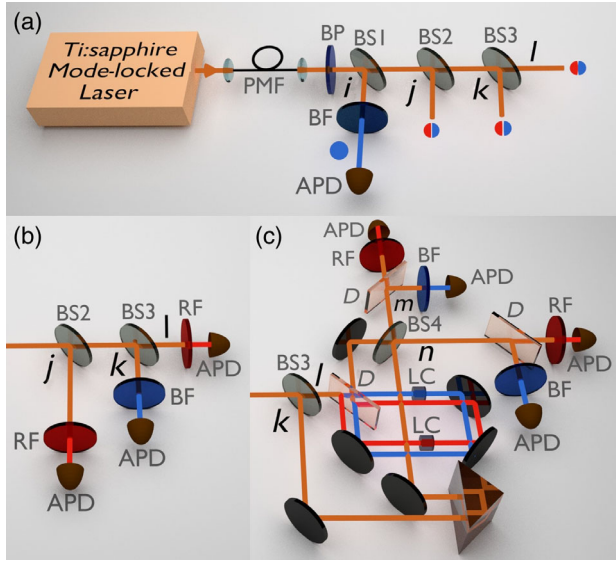 (a)
Ti:sapphire
Mode-locked
Laser
PMF
BP
BS1
BS2
BS3
l
i
j
k
BF
APD
(b)
BS2
BS3
RF
l
j
k
APD
BF
RF
APD
APD
(c)
APD
RF
BF
APD
D
m
D
RF
BS4
n
APD
BS3
l
D
LC
BF
k
LC
APD